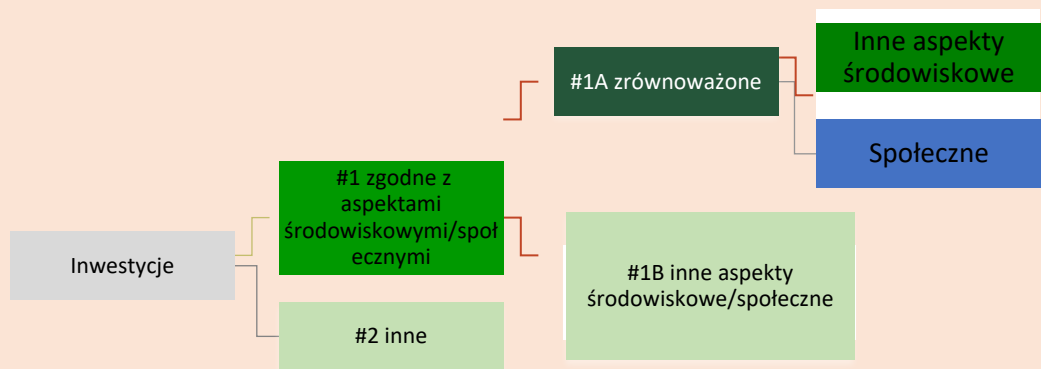 Inne aspekty
środowiskowe
#1A zrównoważone
Społeczne
#1 zgodne z
aspektami
środowiskowymi/społ
ecznymi
Inwestycje
#1B inne aspekty
środowiskowe/społeczne
#2 inne